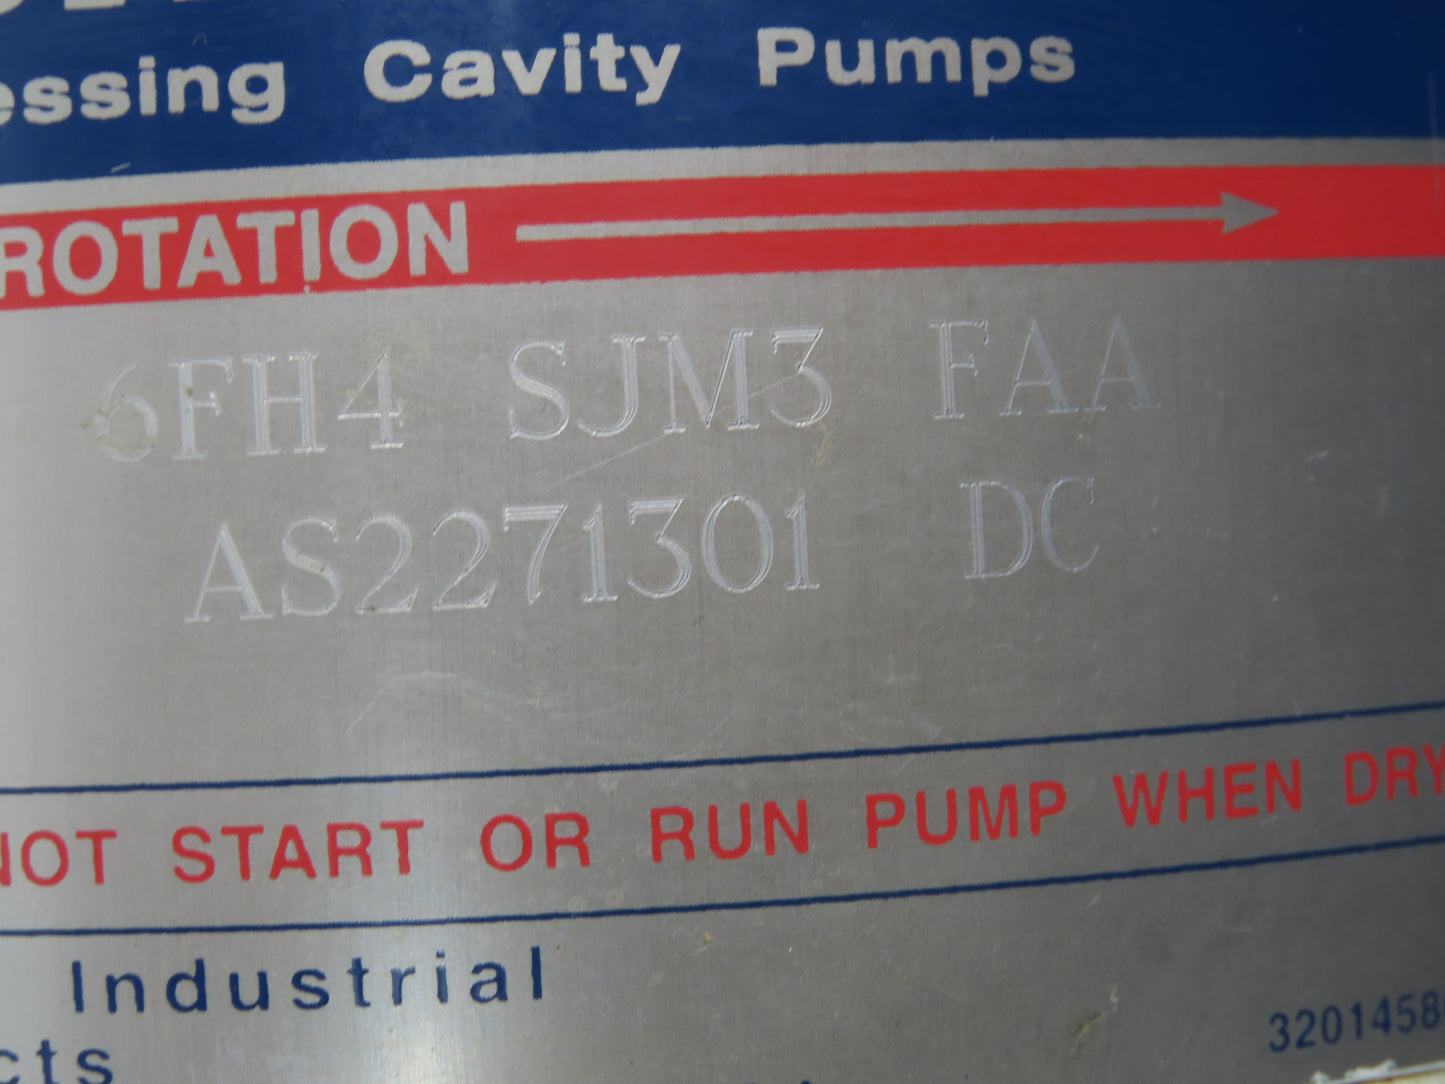 essing Cavity Pumps
ROTATION
6FH4 SJM3 FAA
AS2271301 DC
NOT START OR RUN PUMP WHEN DRY
Industrial
cts
3201458